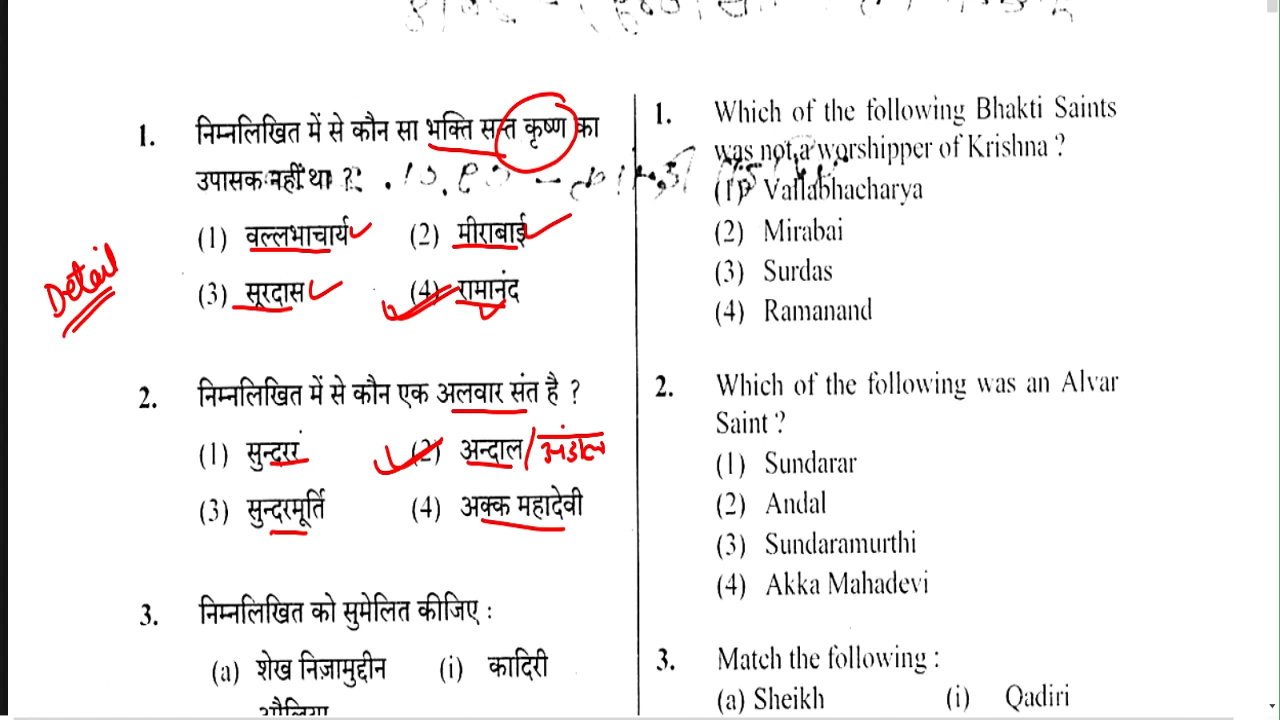 1. निम्नलिखित में से कौन सा भक्ति सन्त कृष्ण का
उपासक नहीं था ?
(1) वल्लभाचार्य (2) मीराबाई
(3) सूरदास (4) रामानंद
Detail
2. निम्नलिखित में से कौन एक अलवार संत है ?
(1) सुन्दरर (2) अन्दाल / अंडाल
(3) सुन्दरमूर्ति (4) अक्क महादेवी
3. निम्नलिखित को सुमेलित कीजिए :
(a) शेख निज़ामुद्दीन (i) कादिरी
औलिया
1. Which of the following Bhakti Saints
was not a worshipper of Krishna ?
(1) Vallabhacharya
(2) Mirabai
(3) Surdas
(4) Ramanand
2. Which of the following was an Alvar
Saint ?
(1) Sundarar
(2) Andal
(3) Sundaramurthi
(4) Akka Mahadevi
3. Match the following :
(a) Sheikh (i) Qadiri